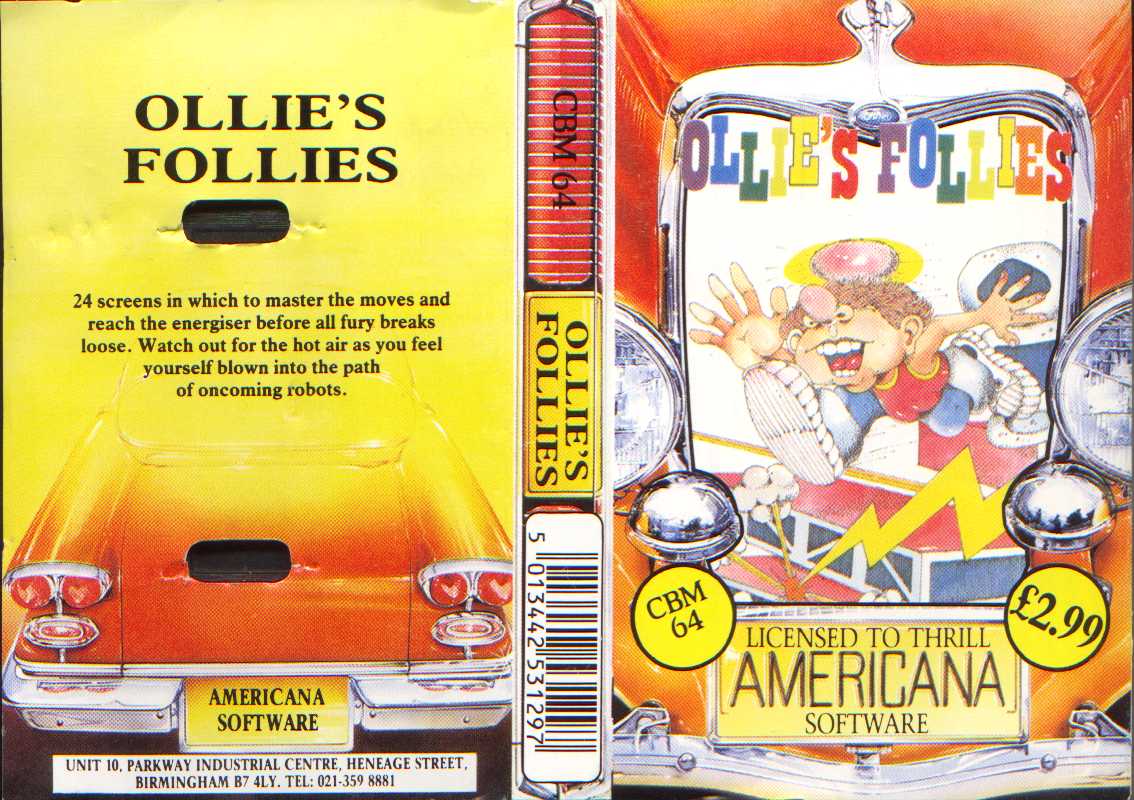 OLLIE'S
FOLLIES
24 screens in which to master the moves and
reach the energiser before all fury breaks
loose. Watch out for the hot air as you feel
yourself blown into the path
of oncoming robots.
AMERICANA
SOFTWARE
UNIT 10, PARKWAY INDUSTRIAL CENTRE, HENEAGE STREET,
BIRMINGHAM B7 4LY. TEL: 021-359 8881
CBM 64
OLLIE'S
FOLLIES
5 013442 531297
OLLIE'S FOLLIES
CBM
64
£2.99
LICENSED TO THRILL
AMERICANA
SOFTWARE